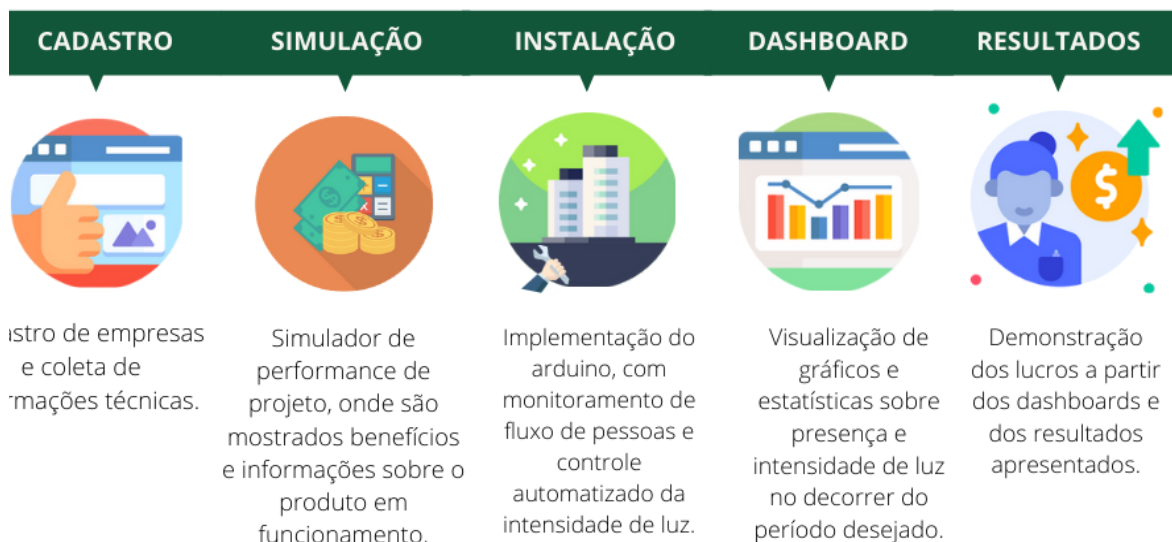 CADASTRO
SIMULAÇÃO
INSTALAÇÃO
DASHBOARD
RESULTADOS
astro de empresas
e coleta de
rmações técnicas.
Simulador de
performance de
projeto, onde são
mostrados benefícios
e informações sobre o
produto em
funcionamento.
Implementação do
arduino, com
monitoramento de
fluxo de pessoas e
controle
automatizado da
intensidade de luz.
Visualização de
gráficos e
estatísticas sobre
presença e
intensidade de luz
no decorrer do
período desejado.
Demonstração
dos lucros a partir
dos dashboards e
dos resultados
apresentados.